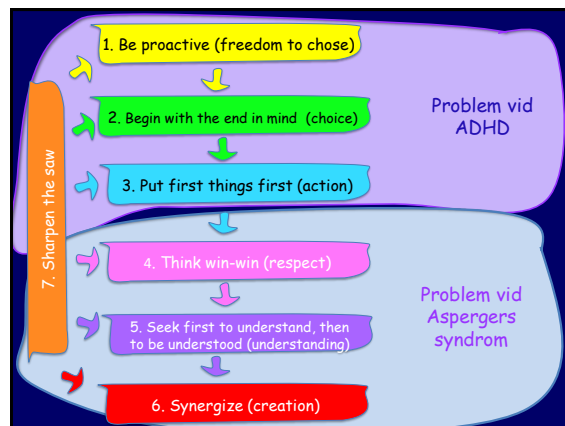 1. Be proactive (freedom to chose)
2. Begin with the end in mind (choice)
Problem vid
ADHD
3. Put first things first (action)
7. Sharpen the saw
4. Think win-win (respect)
Problem vid
Aspergers
syndrom
5. Seek first to understand, then
to be understood (understanding)
6. Synergize (creation)